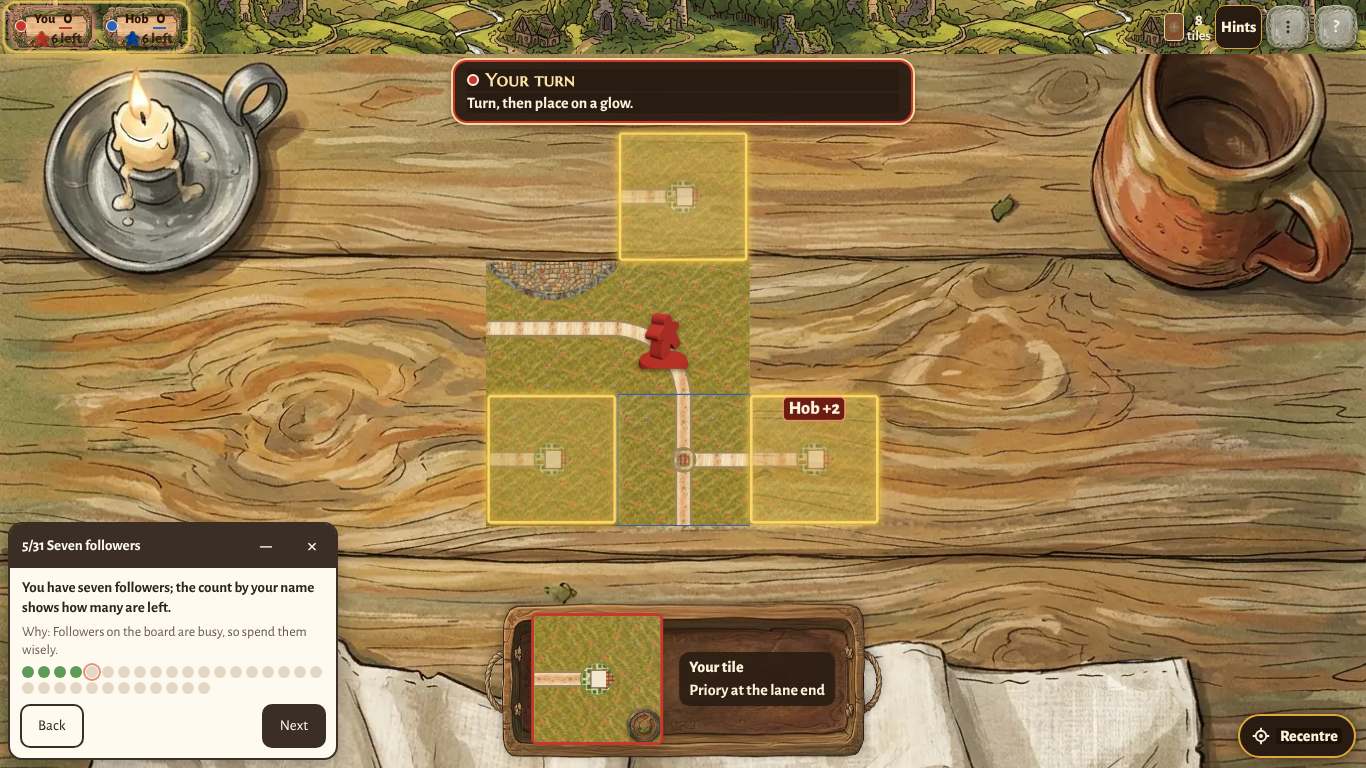 You 0
6 left
Hob 0
6 left
8
tiles
Hints
?
Your turn
Turn, then place on a glow.
Hob +2
5/31 Seven followers
You have seven followers; the count by your name
shows how many are left.
Why: Followers on the board are busy, so spend them
wisely.
Back
Next
Your tile
Priory at the lane end
Recentre